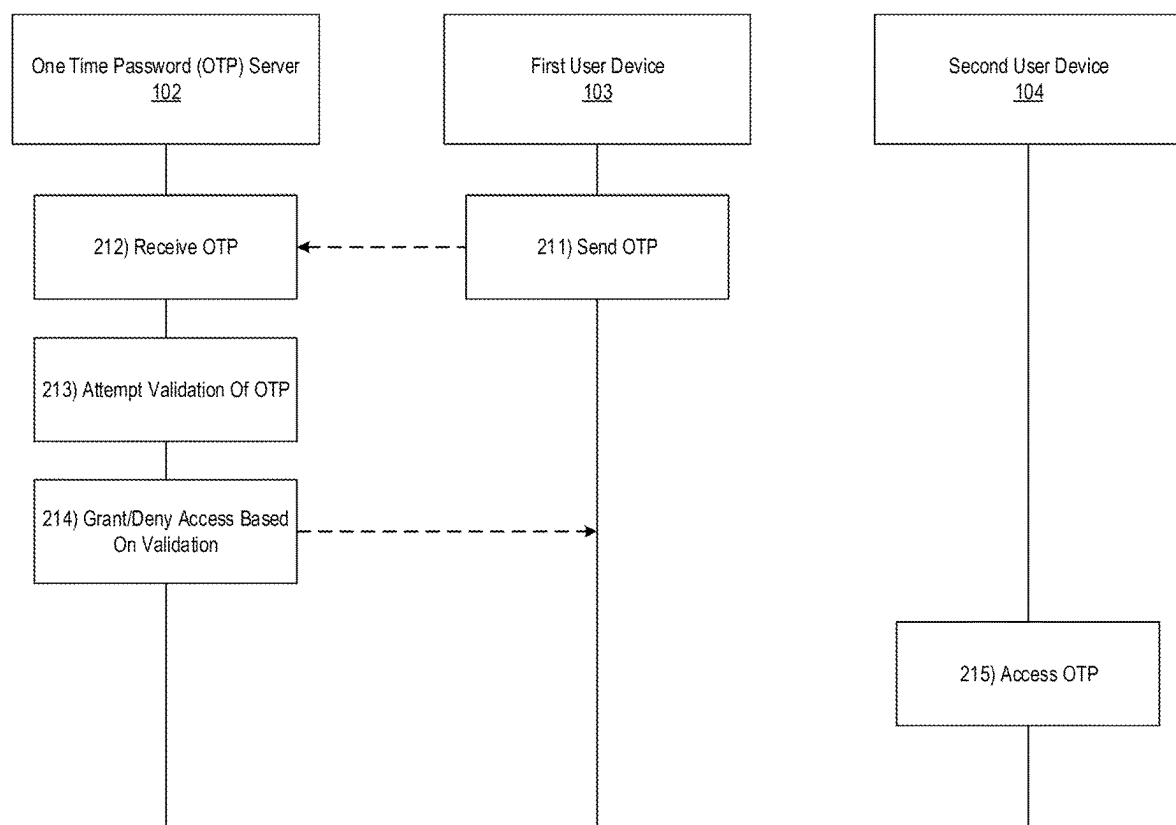 One Time Password (OTP) Server
102
First User Device
103
Second User Device
104
212) Receive OTP
211) Send OTP
213) Attempt Validation Of OTP
214) Grant/Deny Access Based
On Validation
215) Access OTP